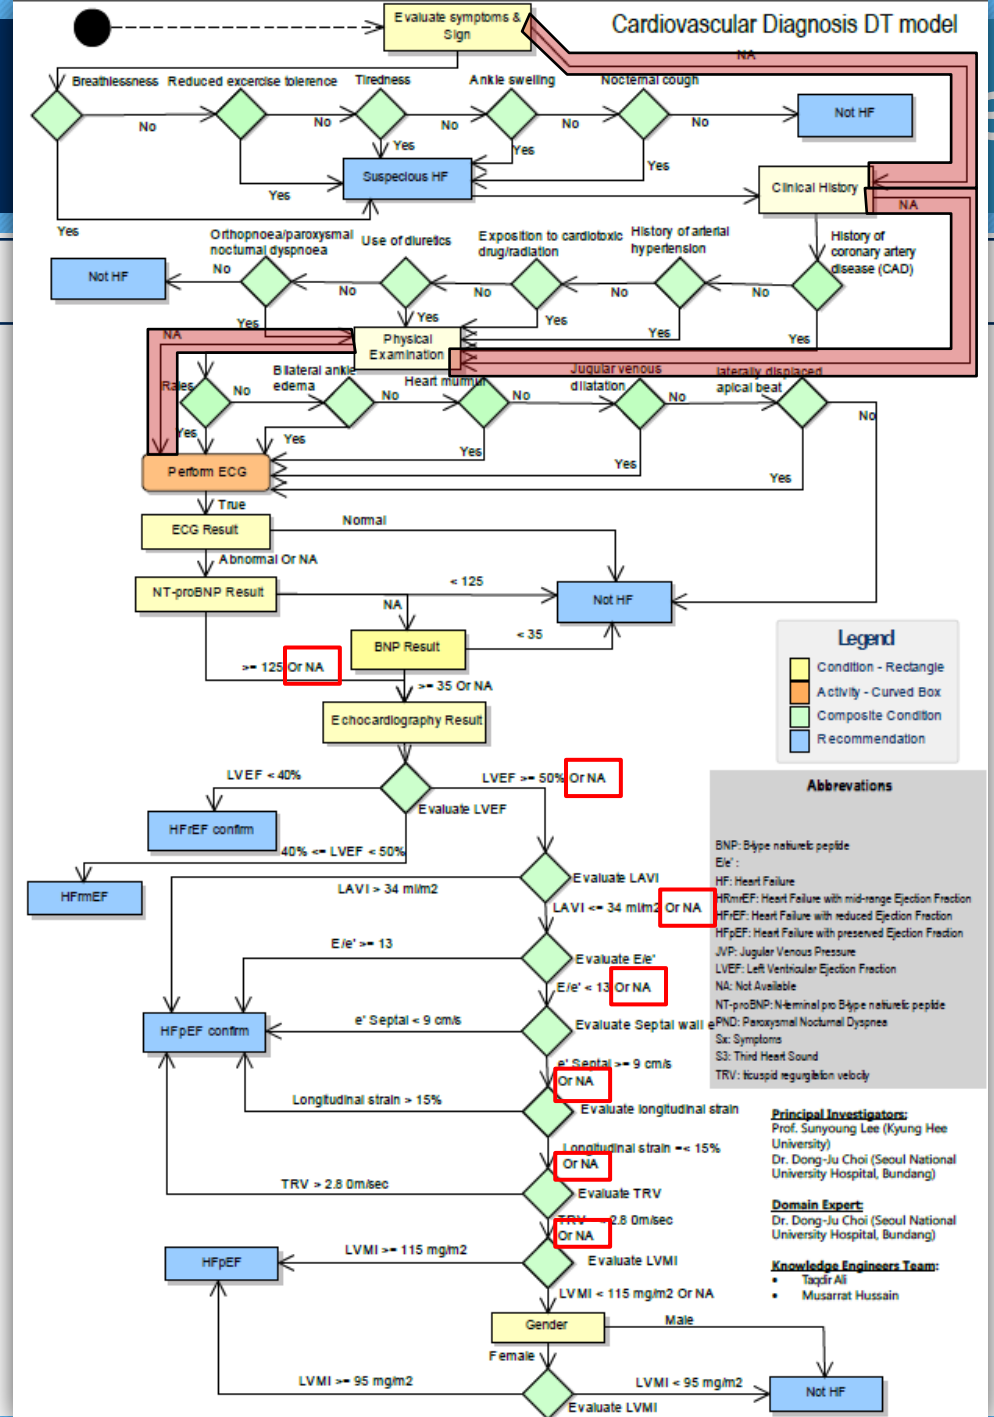 Evaluate symptoms &
Sign
Cardiovascular Diagnosis DT model
NA
Breathlessness
Reduced excercise tolerence
Tiredness
Ankle swelling
Nocternal cough
No
No
No
No
No
Not HF
Yes
Yes
Yes
Yes
Yes
Suspecious HF
Clinical History
NA
Orthopnoea/paroxysmal
nocturnal dyspnoea
Use of diuretics
Exposition to cardiotoxic
drug/radiation
History of arterial
hypertension
History of
coronary artery
disease (CAD)
Not HF
No
No
No
No
No
Yes
Yes
Yes
Yes
Yes
NA
Physical
Examination
Rales
Bilateral ankle
edema
Heart murmur
Jugular venous
dilatation
laterally displaced
apical beat
No
No
No
No
No
Yes
Yes
Yes
Yes
Yes
Perform ECG
True
ECG Result
Normal
Abnormal Or NA
NT-proBNP Result
< 125
NA
Not HF
BNP Result
< 35
>= 125 Or NA
>= 35 Or NA
Echocardiography Result
Legend
Condition - Rectangle
Activity - Curved Box
Composite Condition
Recommendation
LVEF < 40%
LVEF >= 50% Or NA
Evaluate LVEF
HFrEF confirm
40% <= LVEF < 50%
HFrmEF
Abbrevations
BNP: B-type natiuretic peptide
E/e' :
HF: Heart Failure
HRmrEF: Heart Failure with mid-range Ejection Fraction
HFrEF: Heart Failure with reduced Ejection Fraction
HFpEF: Heart Failure with preserved Ejection Fraction
JVP: Jugular Venous Pressure
LVEF: Left Ventricular Ejection Fraction
NA: Not Available
NT-proBNP: N-terminal pro B-type natiuretic peptide
PND: Paroxysmal Nocturnal Dyspnea
Sx: Symptoms
S3: Third Heart Sound
TRV: ticuspid regurgitation velocity
Evaluate LAVI
LAVI > 34 ml/m2
LAVI <= 34 ml/m2 Or NA
E/e' >= 13
Evaluate E/e'
E/e' < 13 Or NA
HFpEF confirm
e' Septal < 9 cm/s
Evaluate Septal wall e'
e' Septal >= 9 cm/s
Or NA
Longitudinal strain > 15%
Evaluate longitudinal strain
Longitudinal strain =< 15%
Or NA
TRV > 2.8 0m/sec
Evaluate TRV
2.8 0m/sec
Or NA
HFpEF
LVMI >= 115 mg/m2
Evaluate LVMI
LVMI < 115 mg/m2 Or NA
Gender
Male
Female
LVMI >= 95 mg/m2
LVMI < 95 mg/m2
Evaluate LVMI
Not HF
Principal Investigators:
Prof. Sunyoung Lee (Kyung Hee
University)
Dr. Dong-Ju Choi (Seoul National
University Hospital, Bundang)
Domain Expert:
Dr. Dong-Ju Choi (Seoul National
University Hospital, Bundang)
Knowledge Engineers Team:
• Taqdir Ali
• Musarrat Hussain